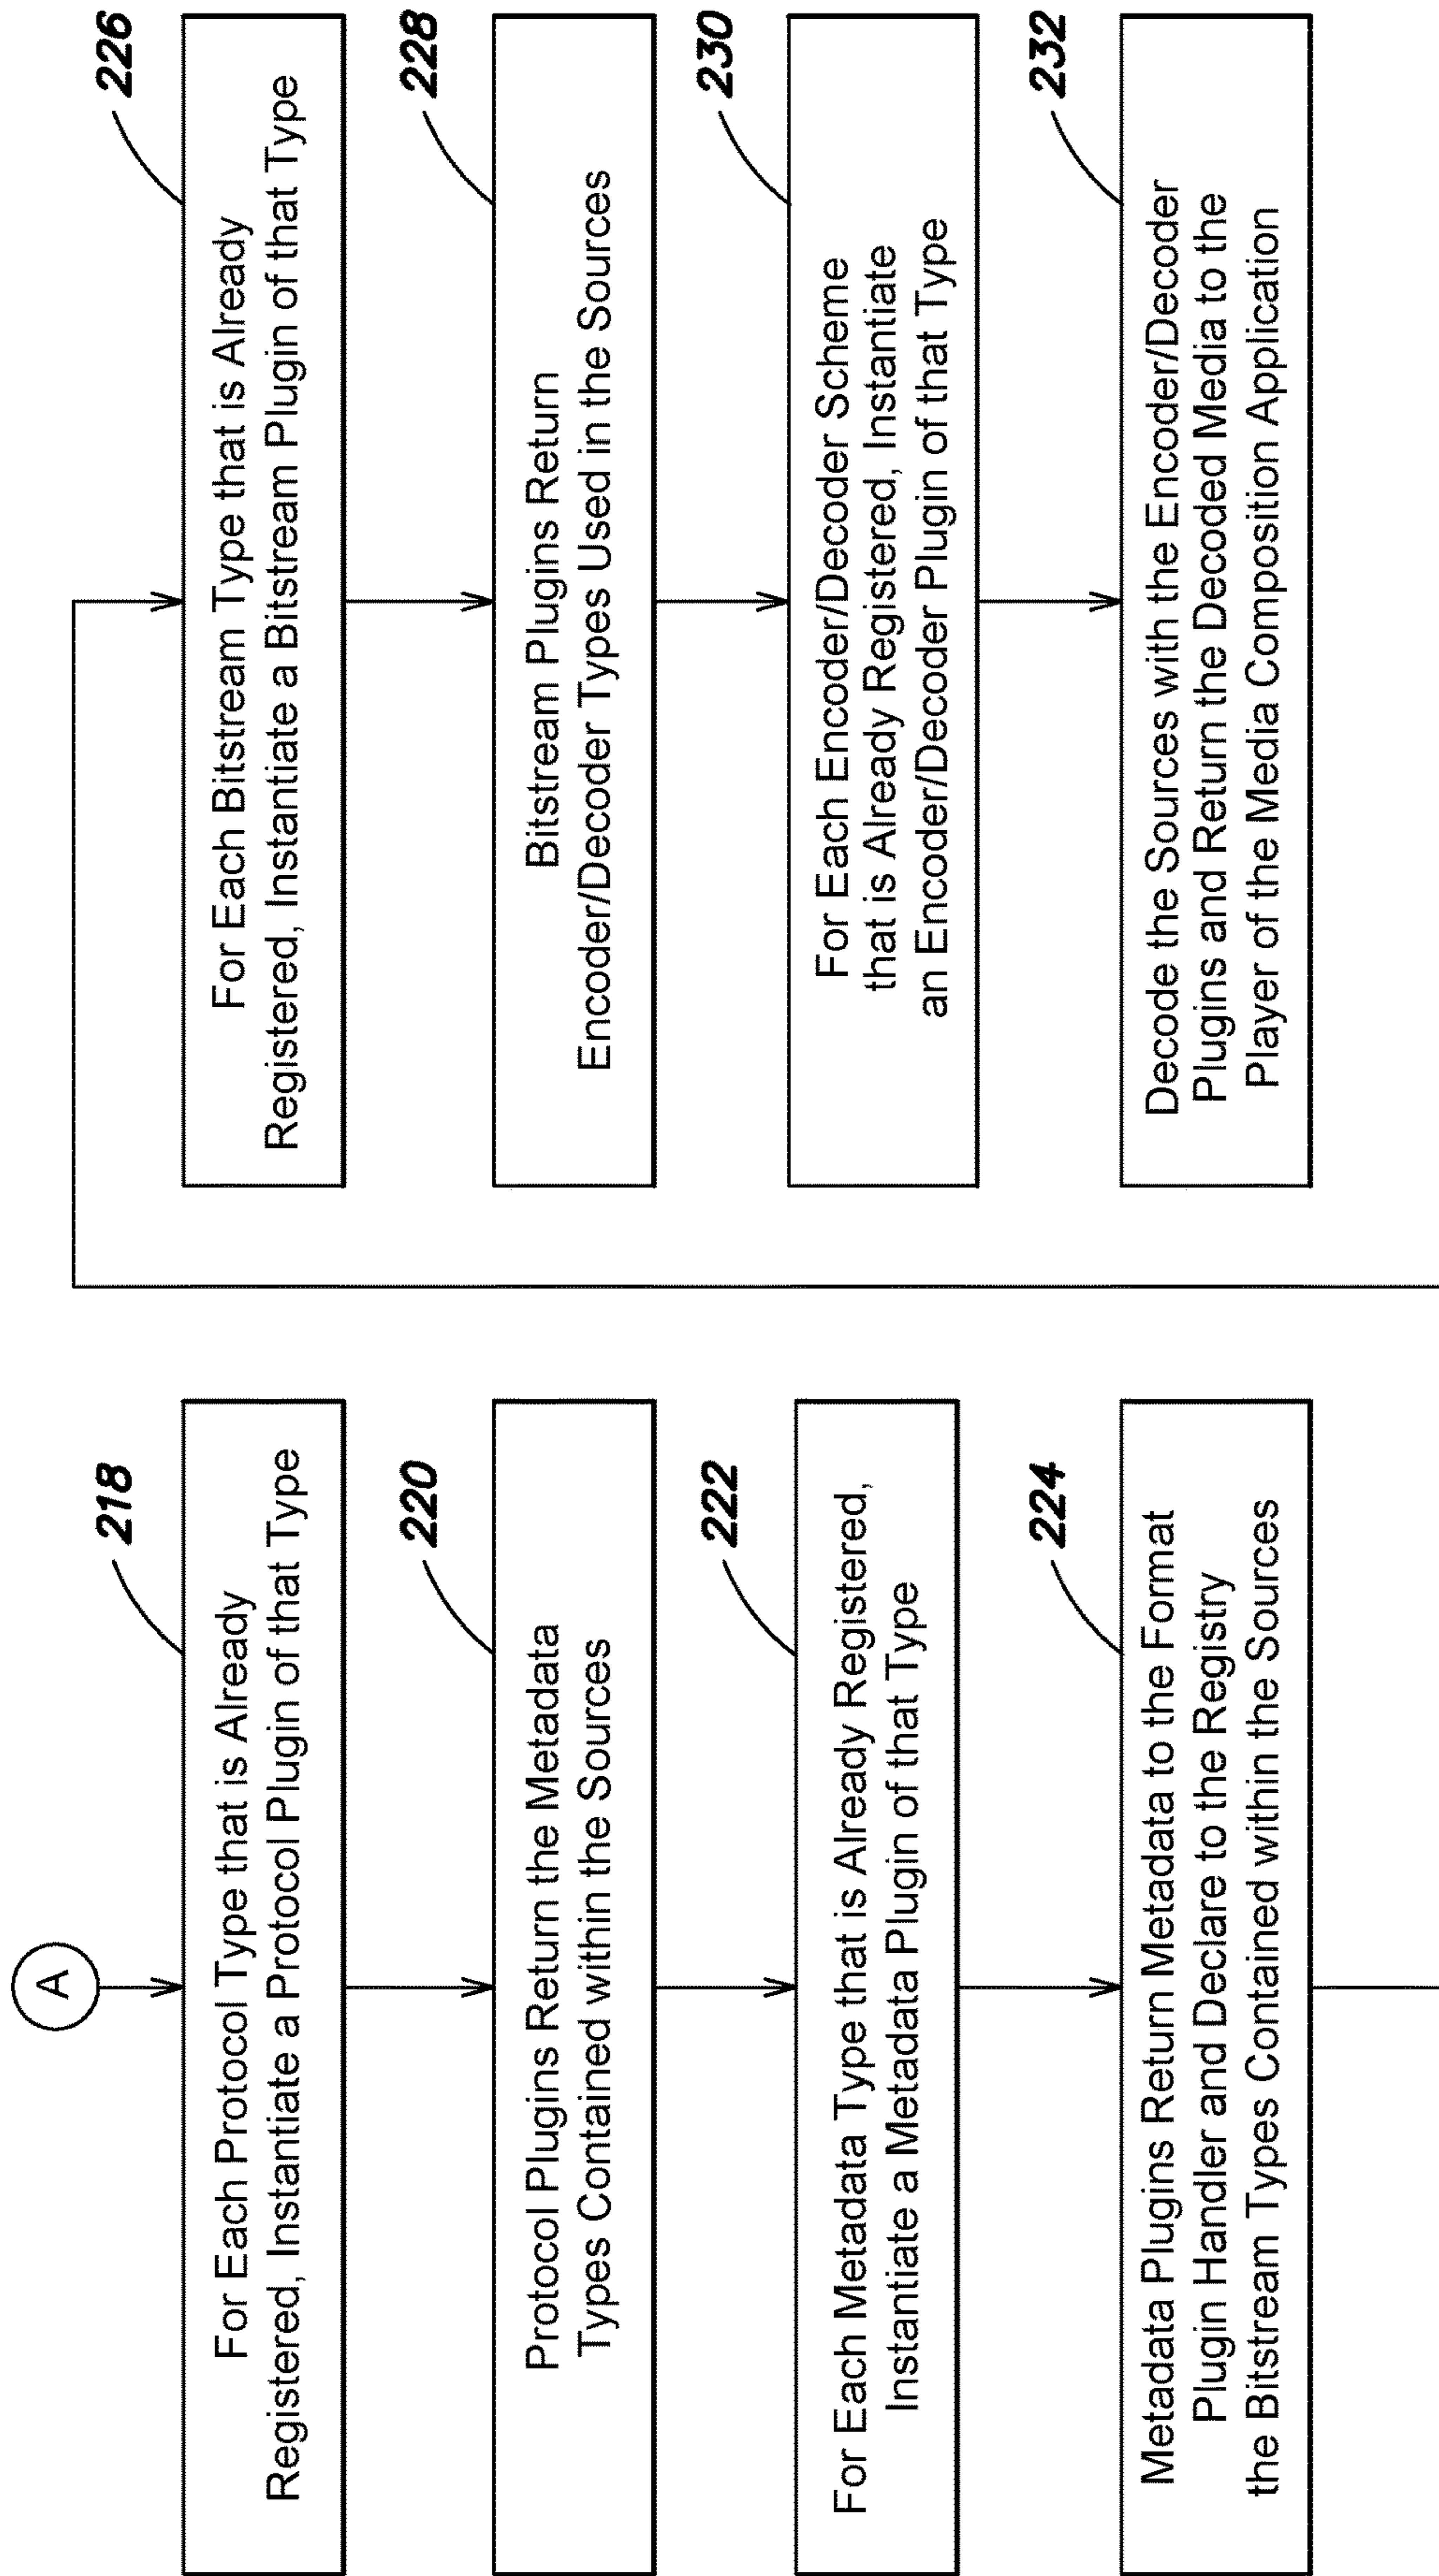 A
218
For Each Protocol Type that is Already
Registered, Instantiate a Protocol Plugin of that Type
220
Protocol Plugins Return the Metadata
Types Contained within the Sources
222
For Each Metadata Type that is Already Registered,
Instantiate a Metadata Plugin of that Type
224
Metadata Plugins Return Metadata to the Format
Plugin Handler and Declare to the Registry
the Bitstream Types Contained within the Sources
226
For Each Bitstream Type that is Already
Registered, Instantiate a Bitstream Plugin of that Type
228
Bitstream Plugins Return
Encoder/Decoder Types Used in the Sources
230
For Each Encoder/Decoder Scheme
that is Already Registered, Instantiate
an Encoder/Decoder Plugin of that Type
232
Decode the Sources with the Encoder/Decoder
Plugins and Return the Decoded Media to the
Player of the Media Composition Application